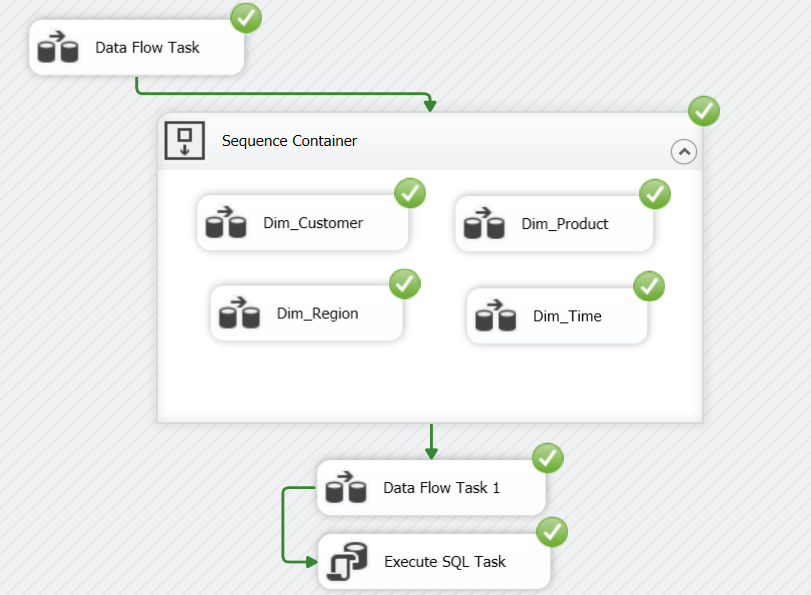 Data Flow Task
Sequence Container
Dim_Customer
Dim_Product
Dim_Region
Dim_Time
Data Flow Task 1
Execute SQL Task